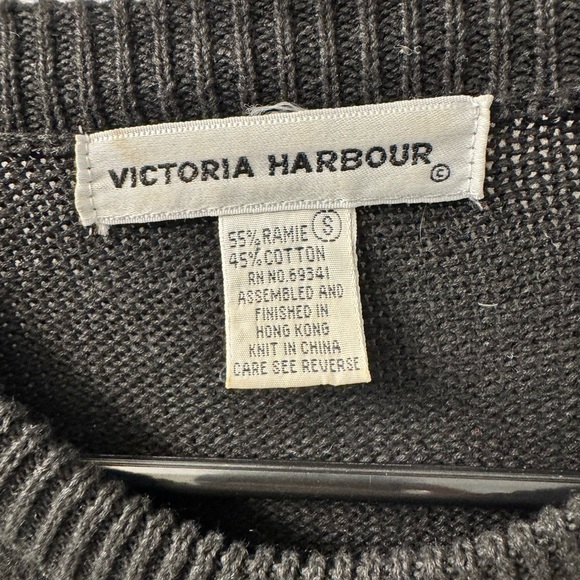 VICTORIA HARBOUR ©
55% RAMIE Ⓢ
45% COTTON
RN NO.69341
ASSEMBLED AND
FINISHED IN
HONG KONG
KNIT IN CHINA
CARE SEE REVERSE